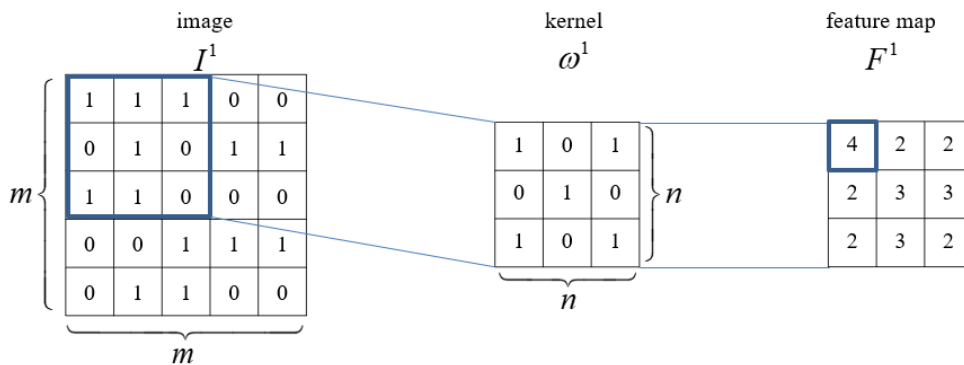 image kernel feature map
I¹ ω¹ F¹
1 1 1 0 0
0 1 0 1 1
1 1 0 0 0
0 0 1 1 1
0 1 1 0 0
m
m
1 0 1
0 1 0
1 0 1
n
n
4 2 2
2 3 3
2 3 2